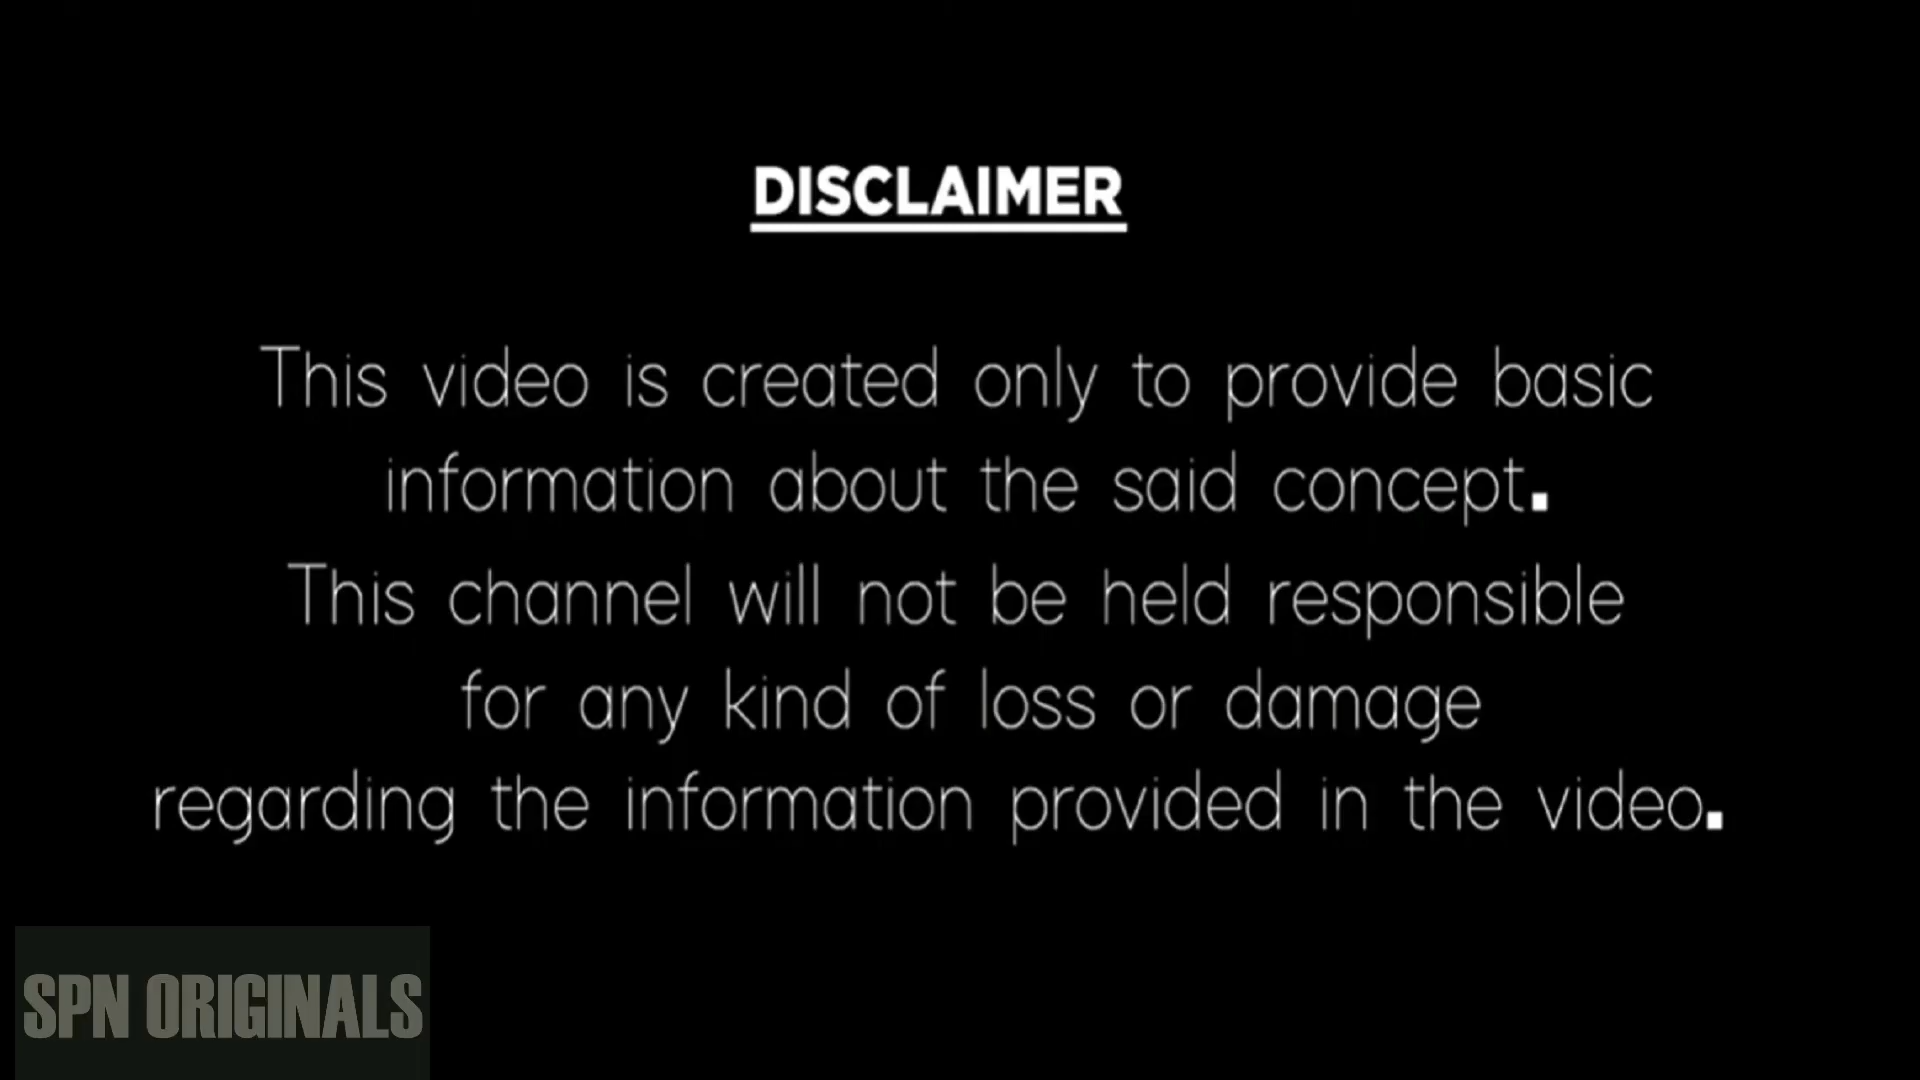 DISCLAIMER
This video is created only to provide basic
information about the said concept.
This channel will not be held responsible
for any kind of loss or damage
regarding the information provided in the video.
SPN ORIGINALS